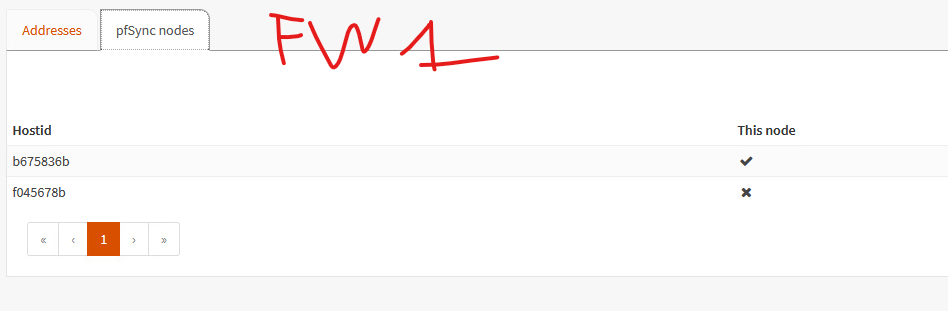 Addresses
pfSync nodes
FW 1
Hostid This node
b675836b
f045678b
« ‹ 1 › »